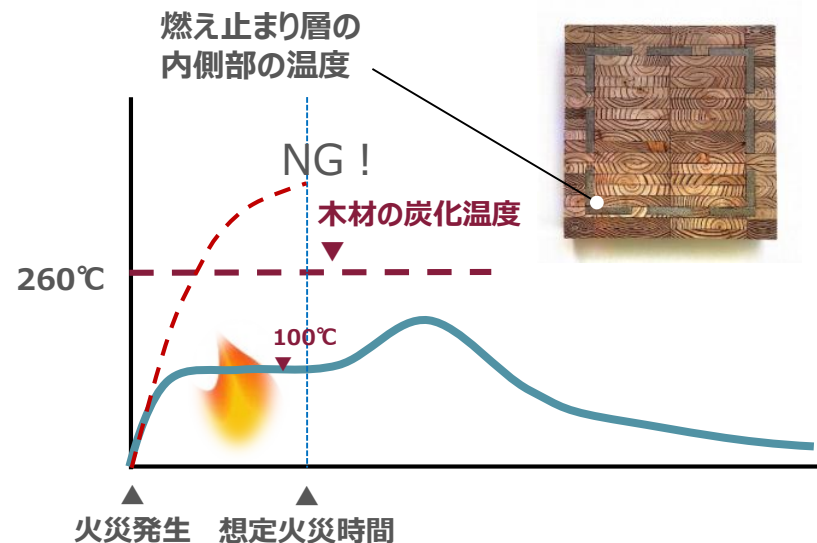 燃え止まり層の
内側部の温度
NG！
木材の炭化温度
▼
260℃
100℃
▼
▲
▲
火災発生
想定火災時間